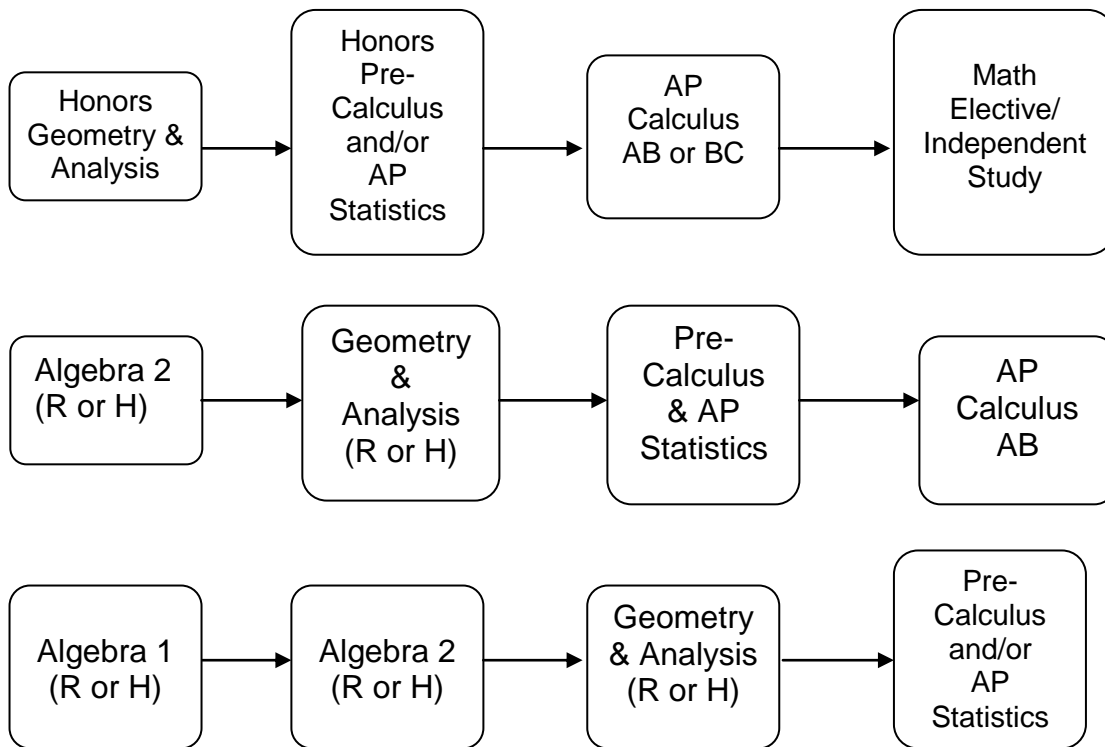 Honors
Geometry &
Analysis
Honors
Pre-
Calculus
and/or
AP
Statistics
AP
Calculus
AB or BC
Math
Elective/
Independent
Study
Algebra 2
(R or H)
Geometry
&
Analysis
(R or H)
Pre-
Calculus
& AP
Statistics
AP
Calculus
AB
Algebra 1
(R or H)
Algebra 2
(R or H)
Geometry
& Analysis
(R or H)
Pre-
Calculus
and/or
AP
Statistics